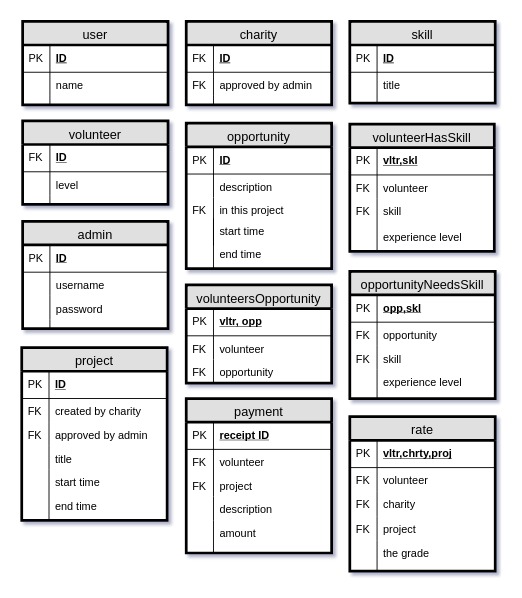 user
PK ID
name
volunteer
FK ID
level
admin
PK ID
username
password
project
PK ID
FK created by charity
FK approved by admin
title
start time
end time
charity
FK ID
FK approved by admin
opportunity
PK ID
description
FK in this project
start time
end time
volunteersOpportunity
PK vltr, opp
FK volunteer
FK opportunity
payment
PK receipt ID
FK volunteer
FK project
description
amount
skill
PK ID
title
volunteerHasSkill
PK vltr,skl
FK volunteer
FK skill
experience level
opportunityNeedsSkill
PK opp,skl
FK opportunity
FK skill
experience level
rate
PK vltr,chrty,proj
FK volunteer
FK charity
FK project
the grade